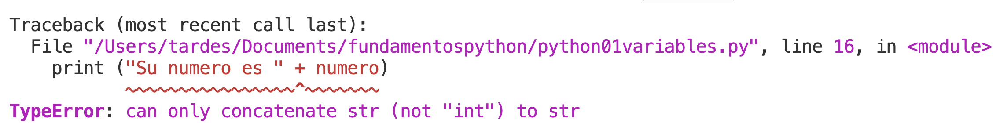 Traceback (most recent call last):
  File "/Users/tardes/Documents/fundamentospython/python01variables.py", line 16, in <module>
    print ("Su numero es " + numero)
           ~~~~~~~~~~~~~~~~^~~~~~~
TypeError: can only concatenate str (not "int") to str